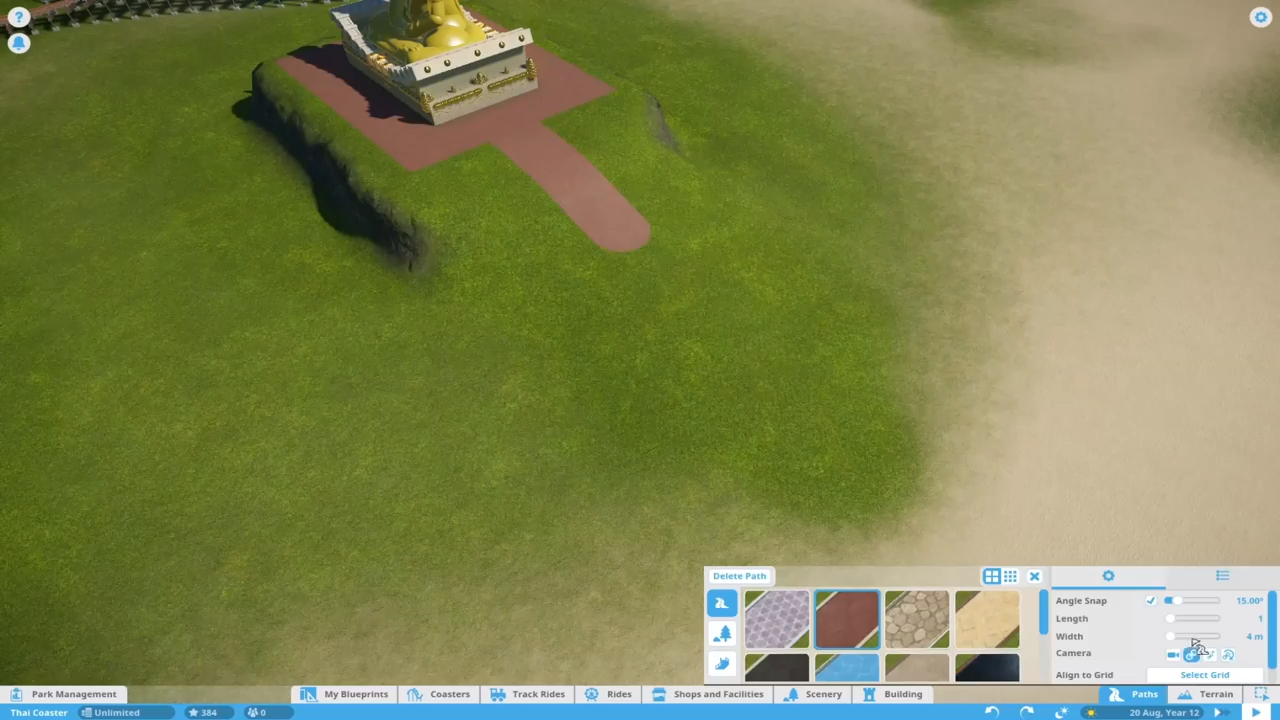 ?
Delete Path
Angle Snap 15.00°
Length 1
Width 4 m
Camera
Align to Grid Select Grid
Park Management My Blueprints Coasters Track Rides Rides Shops and Facilities Scenery Building Paths Terrain
Thai Coaster Unlimited 384 0 20 Aug, Year 12